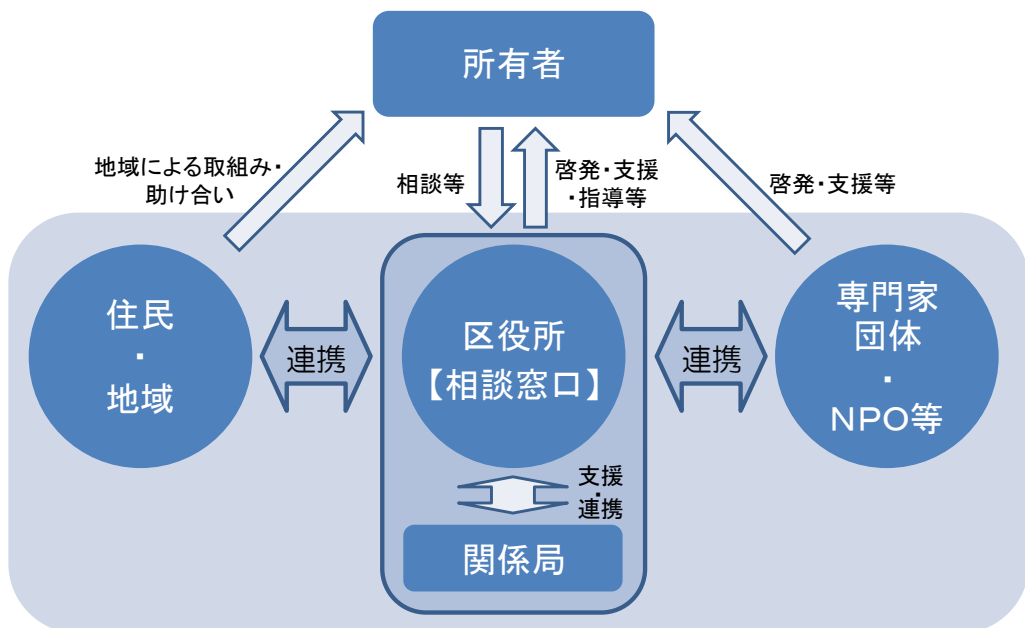 所有者
地域による取組み・
助け合い
相談等
啓発・支援
・指導等
啓発・支援等
住民
・
地域
連携
区役所
【相談窓口】
連携
専門家
団体
・
NPO等
支援
・
連携
関係局